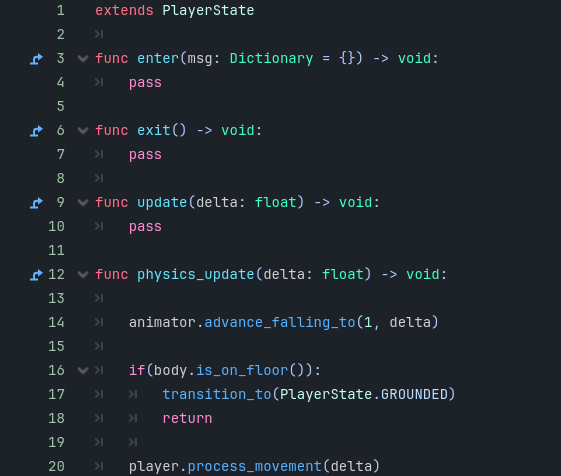 1 extends PlayerState
2
3 func enter(msg: Dictionary = {}) -> void:
4 pass
5
6 func exit() -> void:
7 pass
8
9 func update(delta: float) -> void:
10 pass
11
12 func physics_update(delta: float) -> void:
13
14 animator.advance_falling_to(1, delta)
15
16 if(body.is_on_floor()):
17 transition_to(PlayerState.GROUNDED)
18 return
19
20 player.process_movement(delta)